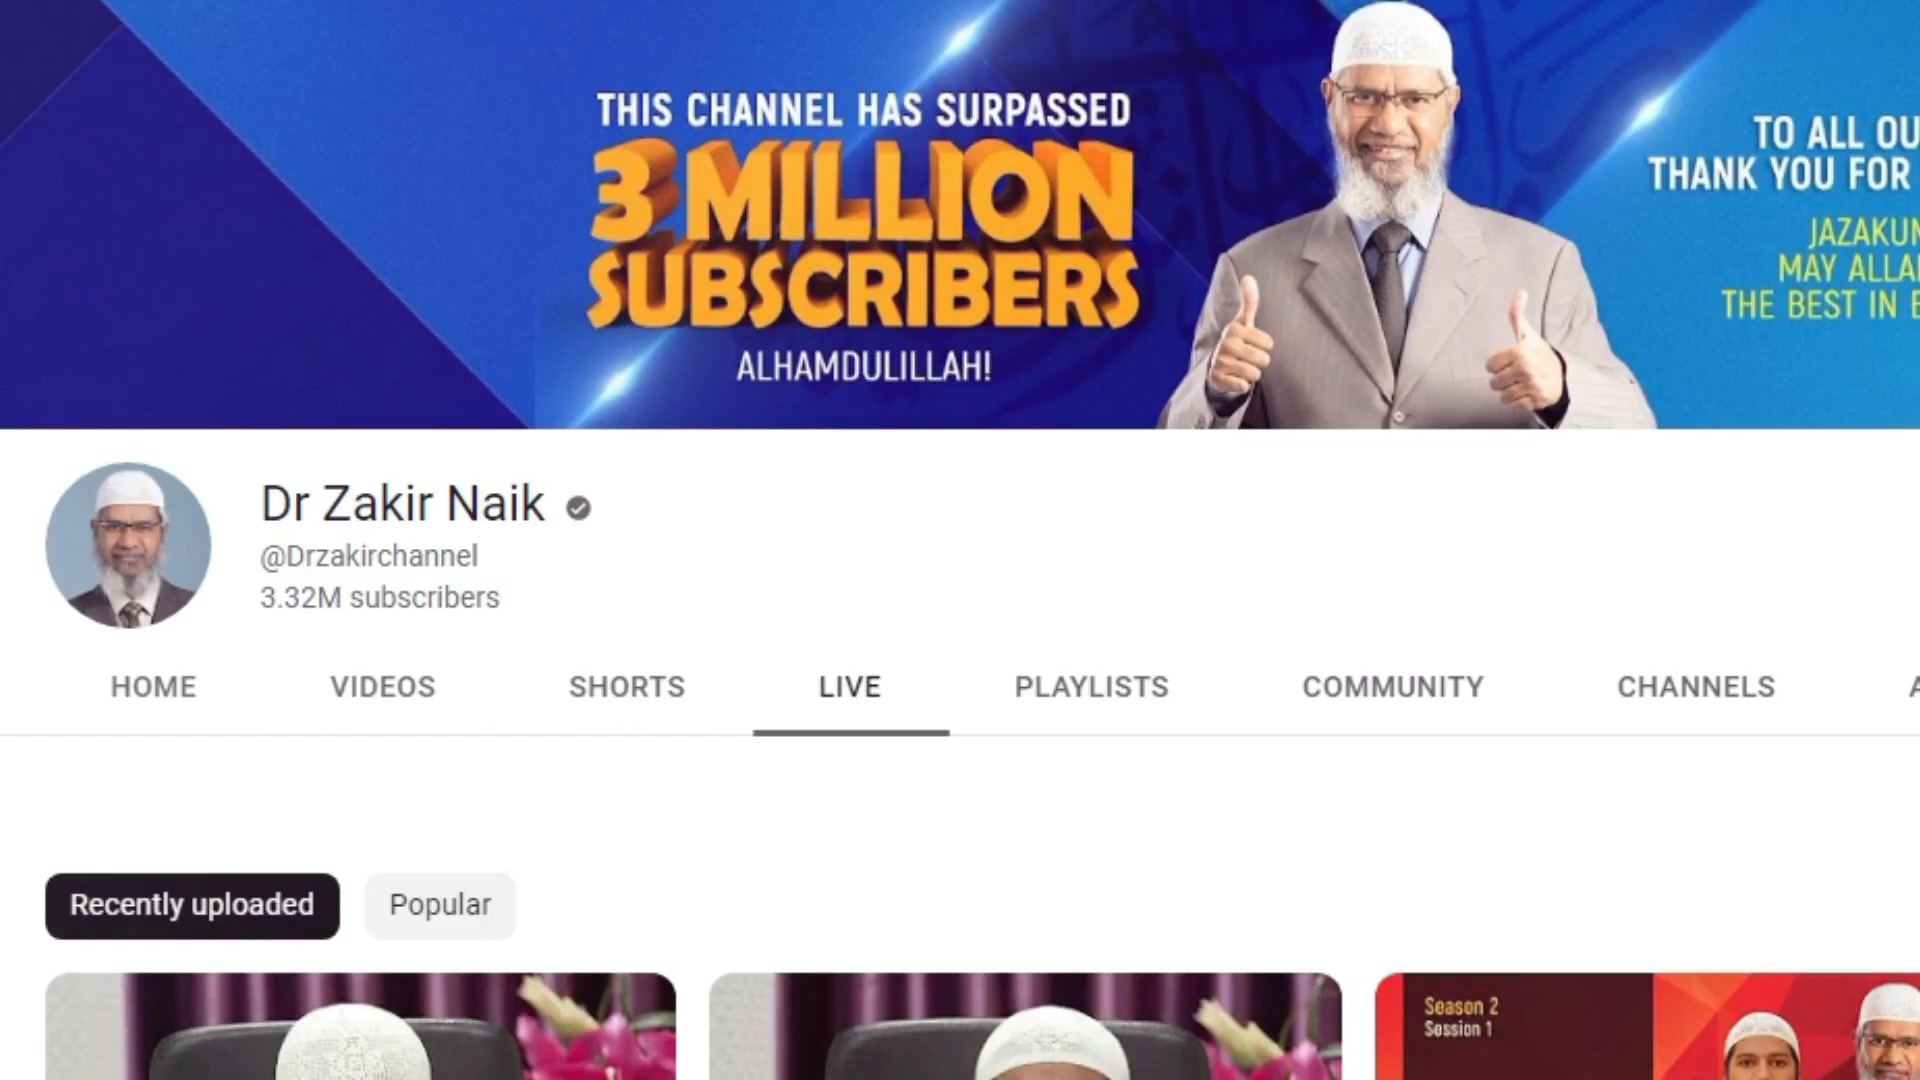 THIS CHANNEL HAS SURPASSED
3 MILLION
SUBSCRIBERS
ALHAMDULILLAH!
TO ALL OU
THANK YOU FOR
JAZAKU
MAY ALLA
THE BEST IN
Dr Zakir Naik
@Drzakirchannel
3.32M subscribers
HOME VIDEOS SHORTS LIVE PLAYLISTS COMMUNITY CHANNELS
Recently uploaded Popular
Season 2
Session 1